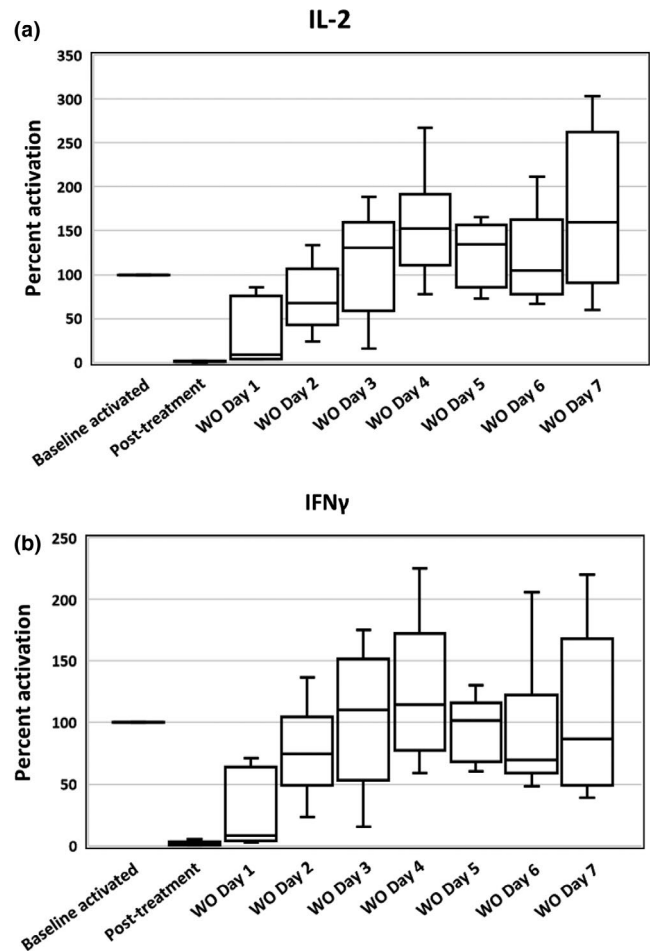 (a)
IL-2
Percent activation
350
300
250
200
150
100
50
0
Baseline activated
Post-treatment
WO Day 1
WO Day 2
WO Day 3
WO Day 4
WO Day 5
WO Day 6
WO Day 7
IFNγ
(b)
Percent activation
250
200
150
100
50
0
Baseline activated
Post-treatment
WO Day 1
WO Day 2
WO Day 3
WO Day 4
WO Day 5
WO Day 6
WO Day 7